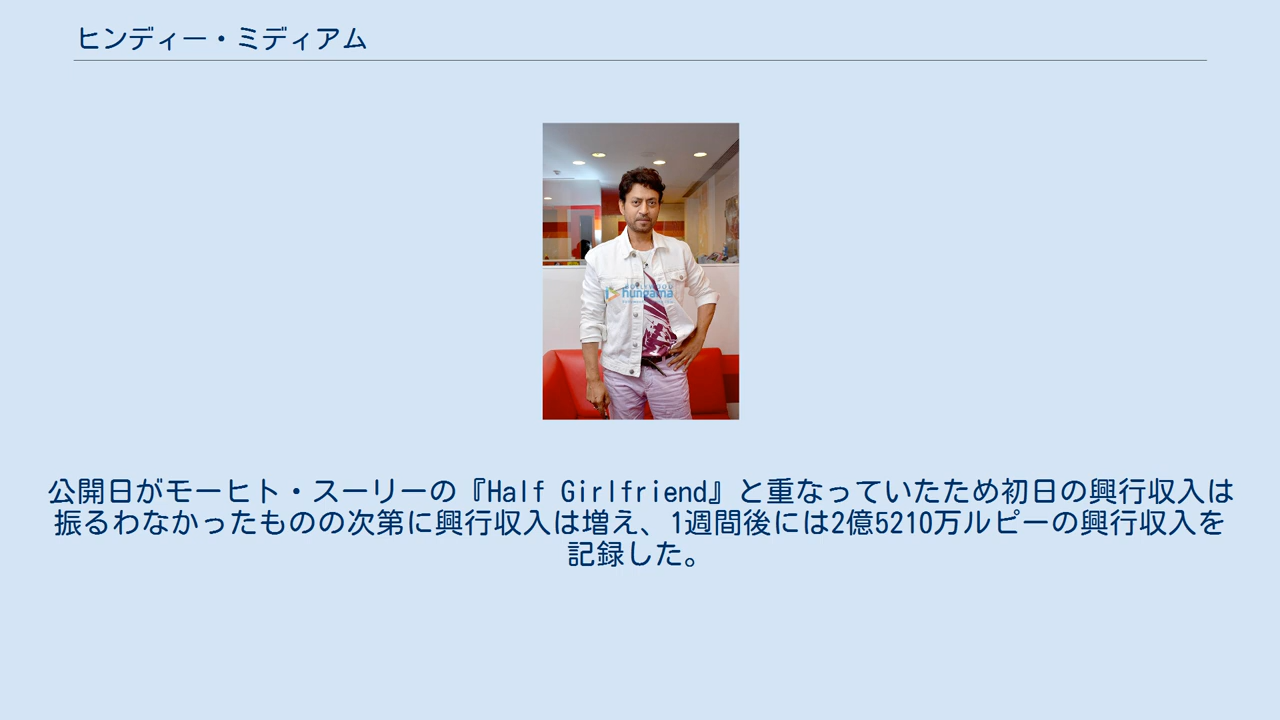 ヒンディー・ミディアム
BOLLYWOOD
hungama
公開日がモーヒト・スーリーの『Half Girlfriend』と重なっていたため初日の興行収入は
振るわなかったものの次第に興行収入は増え、1週間後には2億5210万ルピーの興行収入を
記録した。